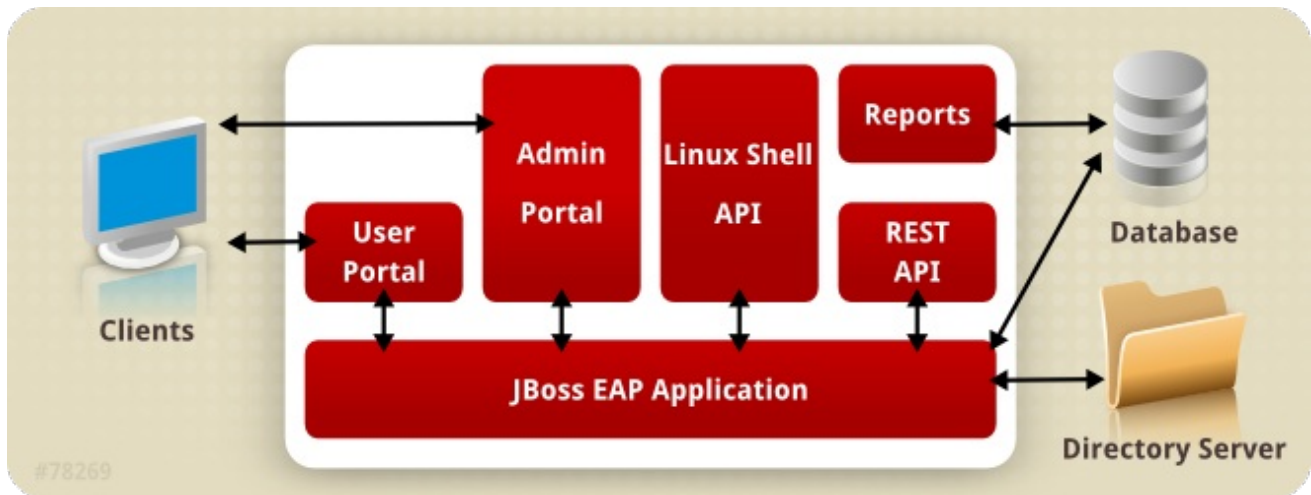 Admin
Portal
Linux Shell
API
Reports
User
Portal
REST
API
JBoss EAP Application
Clients
Database
Directory Server
#78269